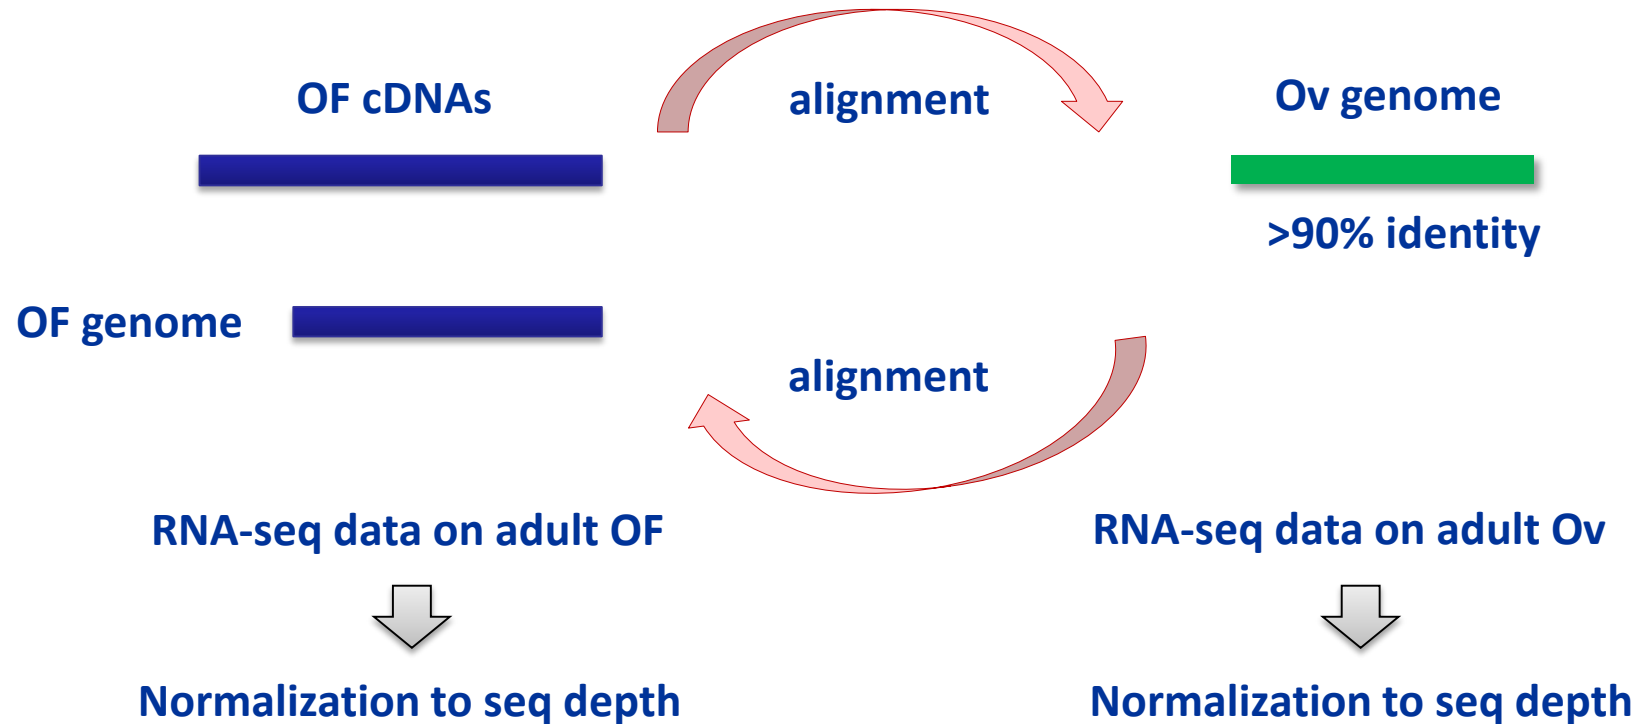 OF cDNAs
alignment
Ov genome
>90% identity
OF genome
alignment
RNA-seq data on adult OF
RNA-seq data on adult Ov
Normalization to seq depth
Normalization to seq depth